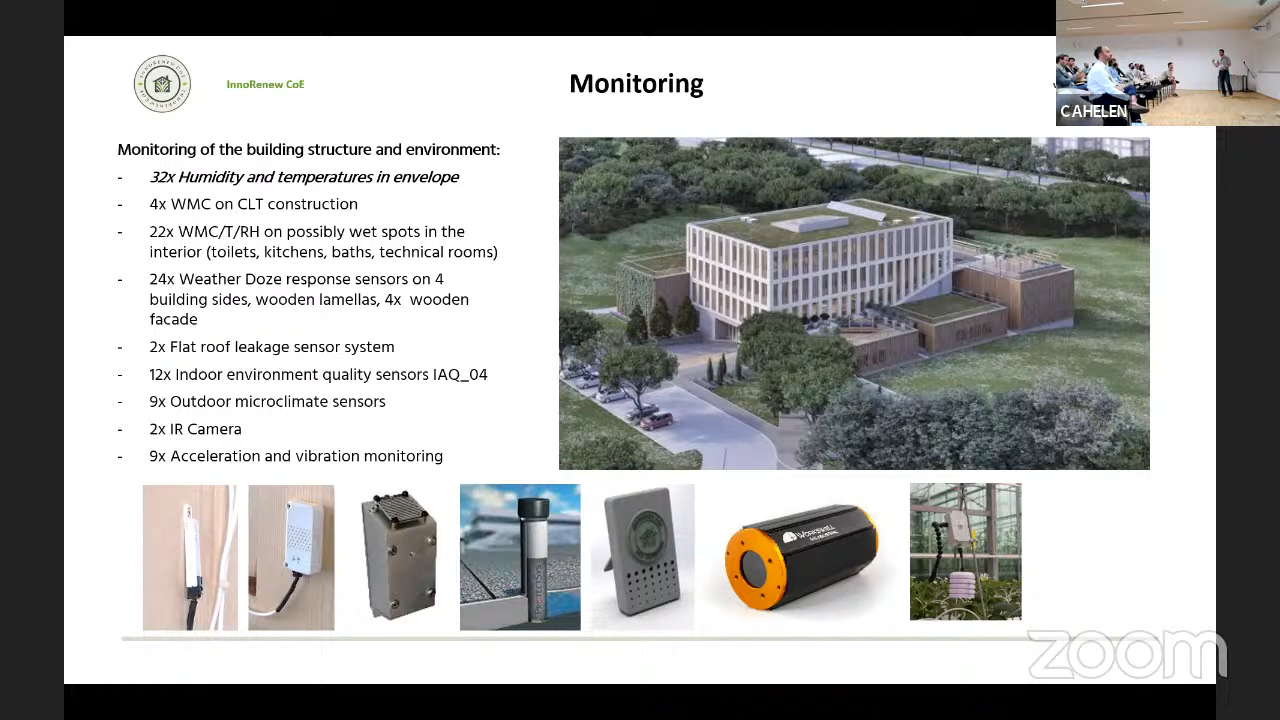 InnoRenew CoE
Monitoring
CAHELEN
Monitoring of the building structure and environment:
- 32x Humidity and temperatures in envelope
- 4x WMC on CLT construction
- 22x WMC/T/RH on possibly wet spots in the
interior (toilets, kitchens, baths, technical rooms)
- 24x Weather Doze response sensors on 4
building sides, wooden lamellas, 4x wooden
facade
- 2x Flat roof leakage sensor system
- 12x Indoor environment quality sensors IAQ_04
- 9x Outdoor microclimate sensors
- 2x IR Camera
- 9x Acceleration and vibration monitoring
WORKSWELL
zoom